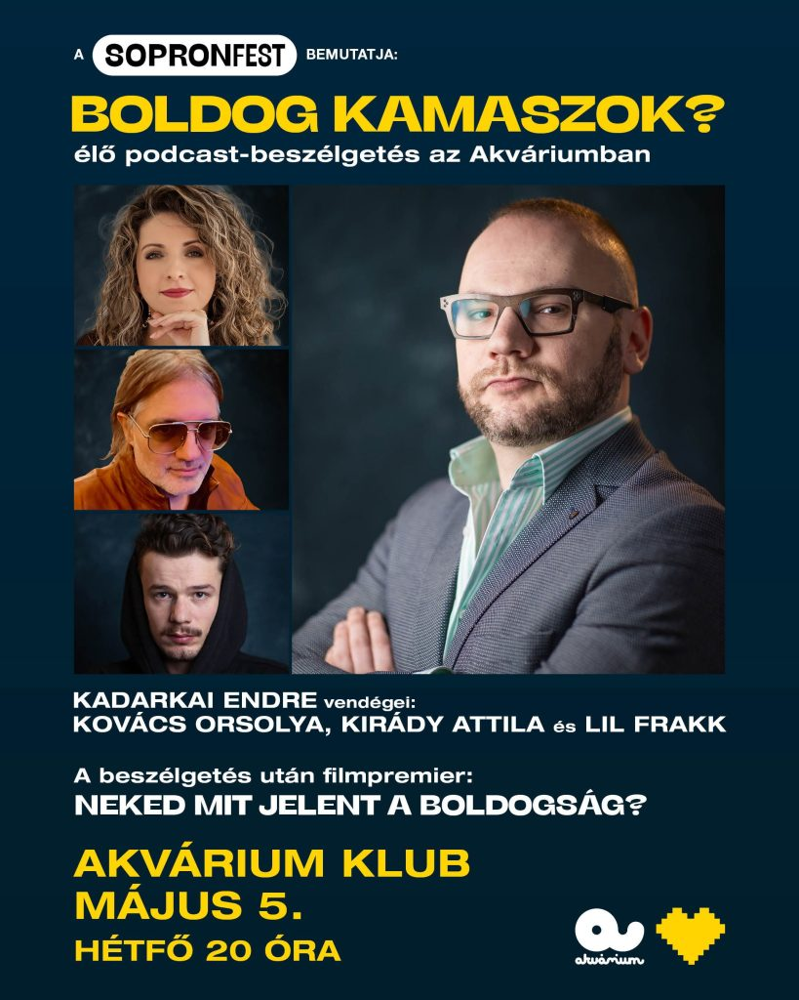 A SOPRONFEST BEMUTATJA:
BOLDOG KAMASZOK?
élő podcast-beszélgetés az Akváriumban
KADARKAI ENDRE vendégei:
KOVÁCS ORSOLYA, KIRÁDY ATTILA és LIL FRAKK
A beszélgetés után filmpremier:
NEKED MIT JELENT A BOLDOGSÁG?
AKVÁRIUM KLUB
MÁJUS 5.
HÉTFŐ 20 ÓRA
akvárium